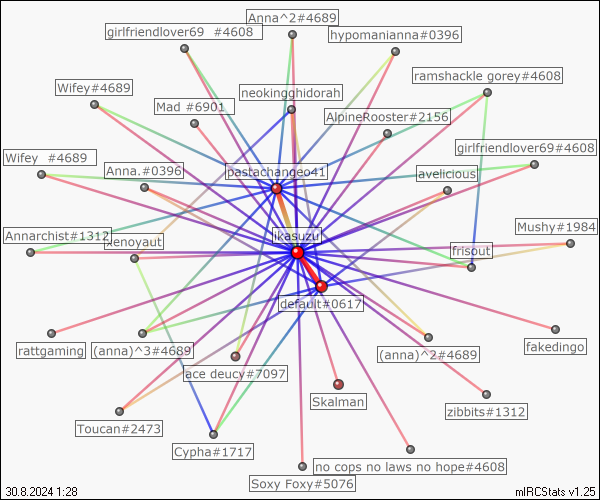 Anna^2#4689
girlfriendlover69 #4608
hypomanianna#0396
ramshackle gorey#4608
Wifey#4689
neokingghidorah
Mad #6901
AlpineRooster#2156
girlfriendlover69#4608
Wifey #4689
Anna.#0396
pastachangeo41
avelicious
Mushy#1984
Annarchist#1312
xenoyaut
ikasuzu!
frisout
default#0617
rattgaming
(anna)^3#4689
(anna)^2#4689
fakedingo
ace deucy#7097
Skalman
zibbits#1312
Toucan#2473
Cypha#1717
no cops no laws no hope#4608
Soxy Foxy#5076
30.8.2024 1:28
mIRCStats v1.25